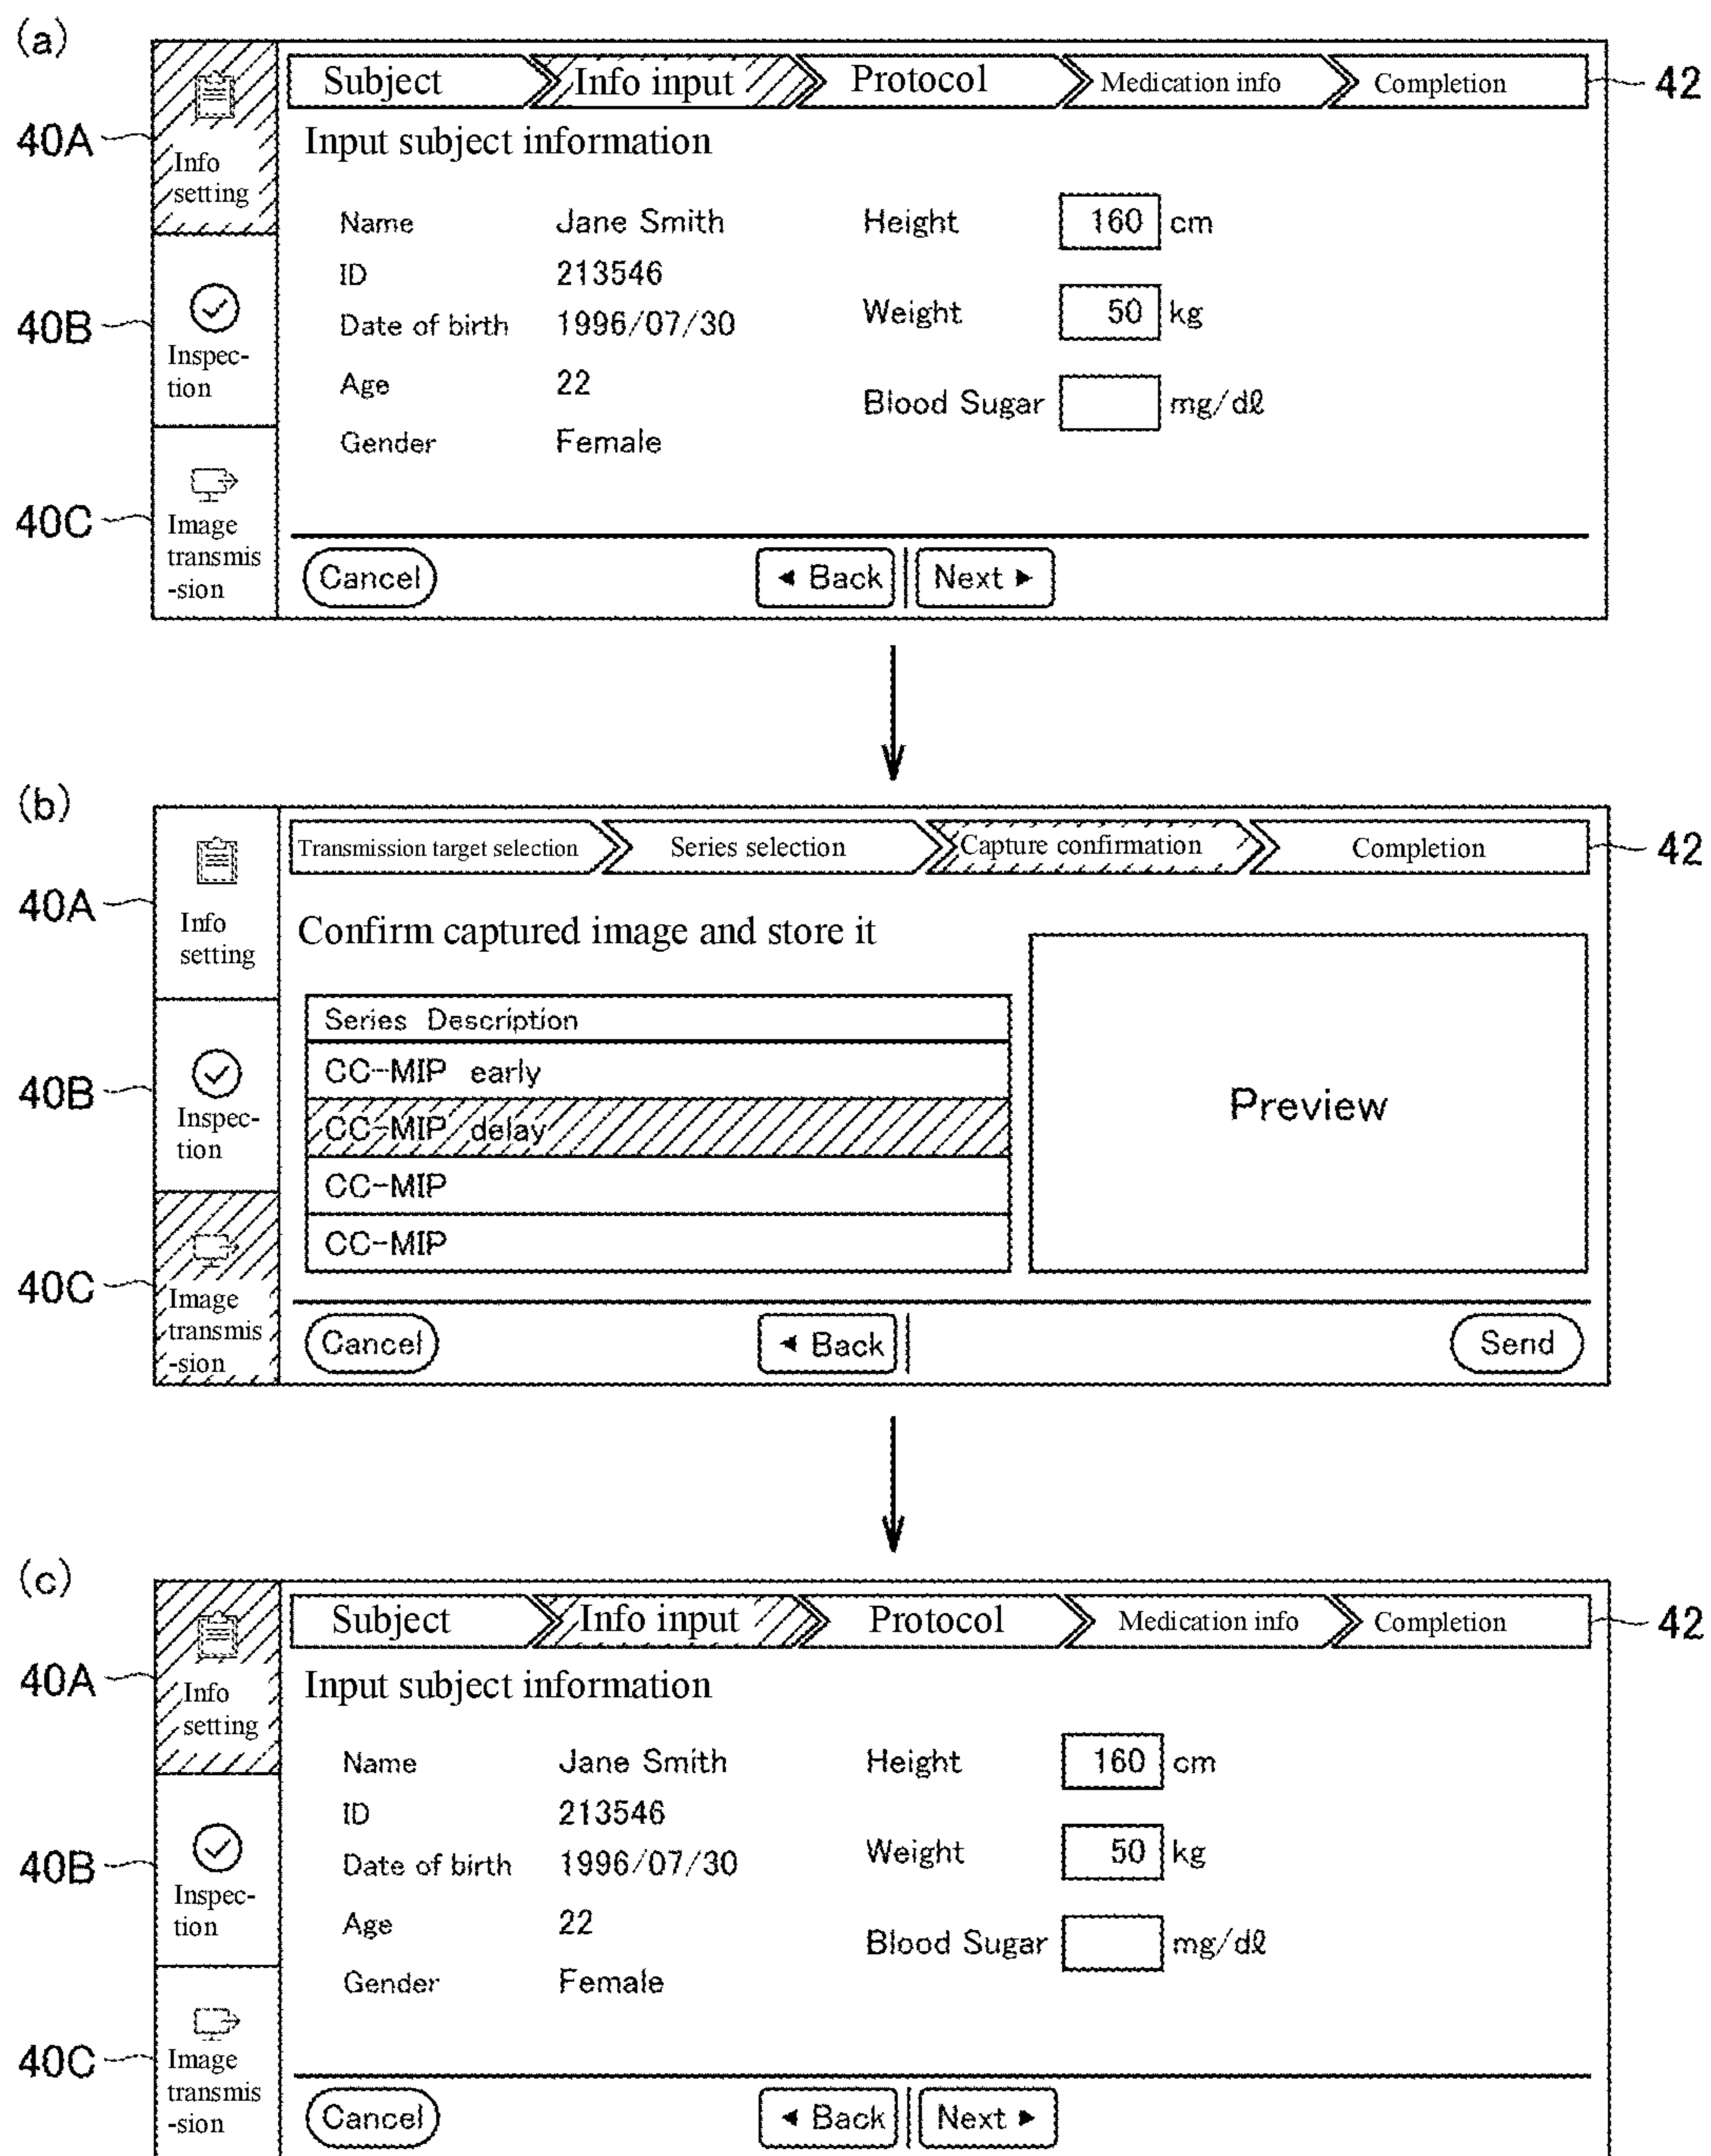 (a)
Subject Info input Protocol Medication info Completion 42
40A Info
setting
Input subject information
Name Jane Smith Height 160 cm
ID 213546
Date of birth 1996/07/30 Weight 50 kg
Age 22 Blood Sugar mg/dℓ
Gender Female
40B Inspec-
tion
40C Image
transmis
-sion
Cancel ◄ Back Next ►
(b)
Transmission target selection Series selection Capture confirmation Completion 42
40A Info
setting
Confirm captured image and store it
Series Description
CC-MIP early
CC-MIP delay
CC-MIP
CC-MIP
Preview
40B Inspec-
tion
40C Image
transmis
-sion
Cancel ◄ Back Send
(c)
Subject Info input Protocol Medication info Completion 42
40A Info
setting
Input subject information
Name Jane Smith Height 160 cm
ID 213546
Date of birth 1996/07/30 Weight 50 kg
Age 22 Blood Sugar mg/dℓ
Gender Female
40B Inspec-
tion
40C Image
transmis
-sion
Cancel ◄ Back Next ►